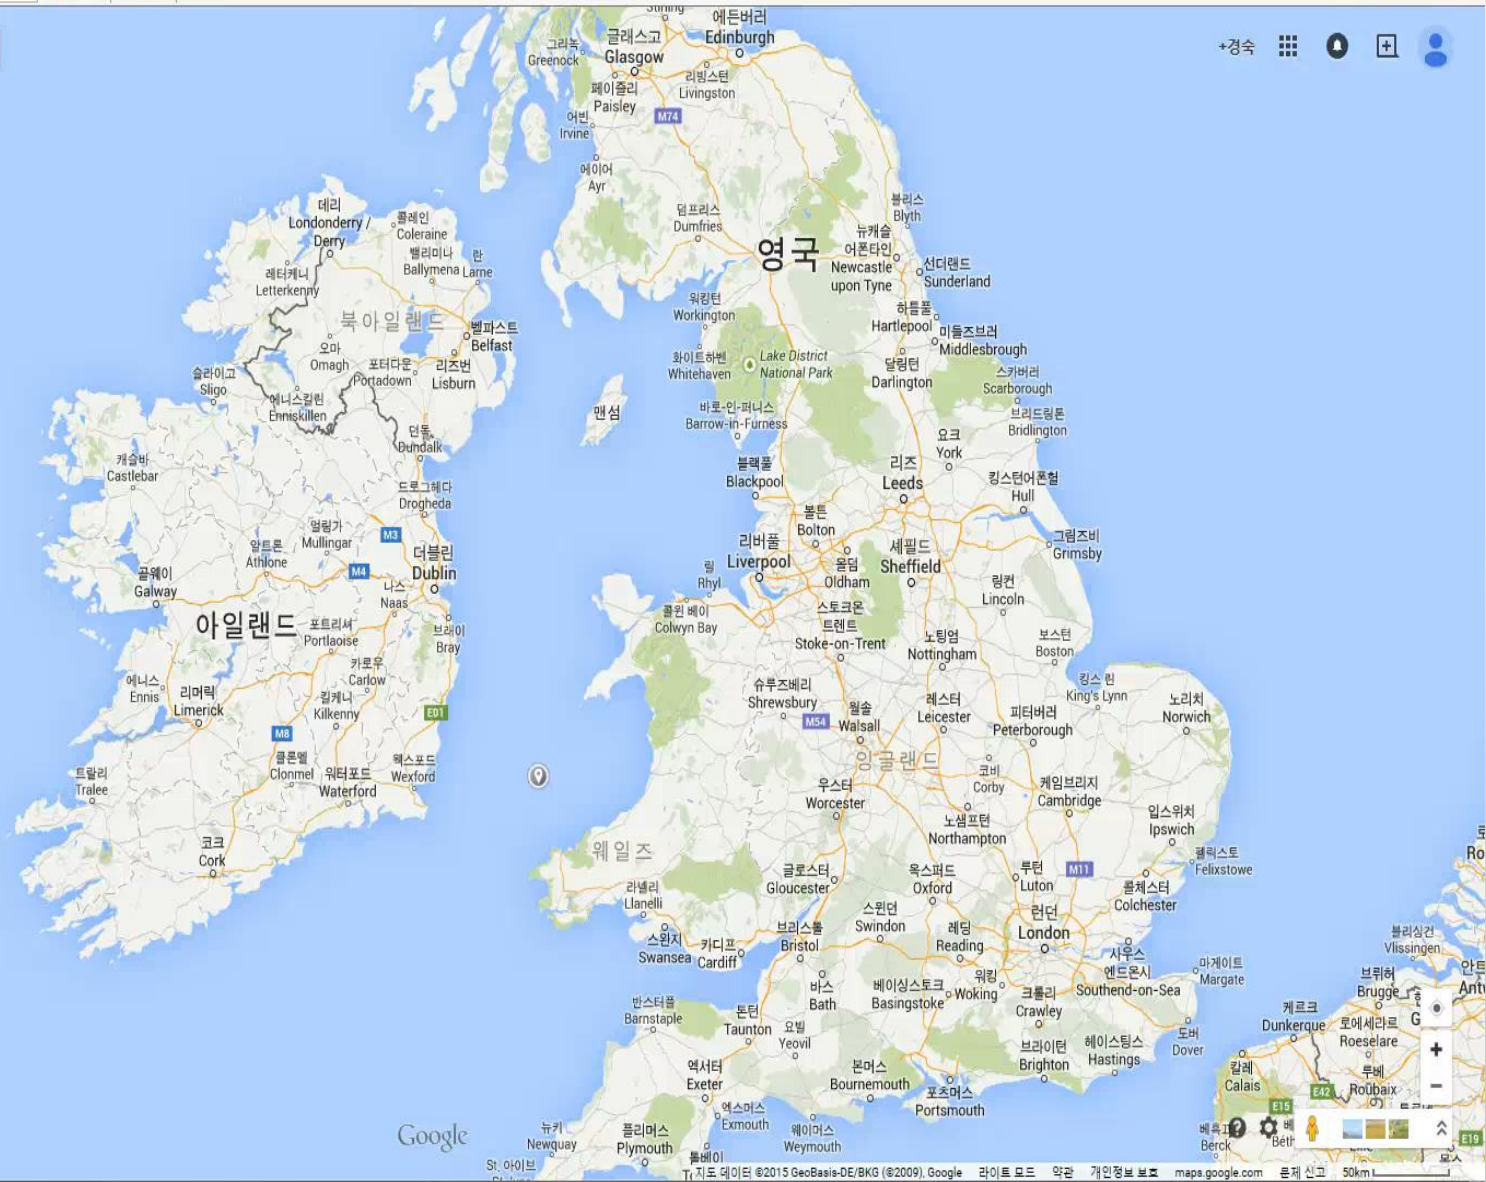 Stirling
에든버러
Edinburgh
글래스고
Glasgow
그리녹
Greenock
+경숙
리빙스턴
Livingston
페이즐리
Paisley
M74
어빈
Irvine
에이어
Ayr
데리
Londonderry /
Derry
콜레인
Coleraine
덤프리스
Dumfries
블리스
Blyth
뉴캐슬
어폰타인
Newcastle
upon Tyne
영국
밸리미나
Ballymena
란
Larne
레터케니
Letterkenny
선더랜드
Sunderland
북아일랜드
워킹턴
Workington
하틀풀
Hartlepool
벨파스트
Belfast
미들즈브러
Middlesbrough
오마
Omagh
포터다운
Portadown
리즈번
Lisburn
화이트하벤
Whitehaven
Lake District
National Park
달링턴
Darlington
슬라이고
Sligo
스카버러
Scarborough
에니스킬린
Enniskillen
맨섬
바로-인-퍼니스
Barrow-in-Furness
브리드링톤
Bridlington
던돌
Dundalk
요크
York
캐슬바
Castlebar
블랙풀
Blackpool
리즈
Leeds
킹스턴어폰헐
Hull
드로그헤다
Drogheda
멀링가
Mullingar
M3
볼튼
Bolton
알트론
Athlone
더블린
Dublin
리버풀
Liverpool
세필드
Sheffield
그림즈비
Grimsby
M4
올덤
Oldham
릴
Rhyl
골웨이
Galway
나스
Naas
링컨
Lincoln
콜윈 베이
Colwyn Bay
스토크온
트렌트
Stoke-on-Trent
아일랜드
포트리셔
Portlaoise
브래이
Bray
노팅엄
Nottingham
보스턴
Boston
카로우
Carlow
에니스
Ennis
리머릭
Limerick
킬케니
Kilkenny
슈루즈베리
Shrewsbury
킹스 린
King's Lynn
노리치
Norwich
E01
M54
월솔
Walsall
레스터
Leicester
피터버러
Peterborough
M8
잉글랜드
클론멜
Clonmel
워터포드
Waterford
웩스포드
Wexford
트랄리
Tralee
코비
Corby
케임브리지
Cambridge
우스터
Worcester
노샘프턴
Northampton
입스위치
Ipswich
코크
Cork
웨일즈
펠릭스토
Felixstowe
글로스터
Gloucester
옥스퍼드
Oxford
루턴
Luton
M11
콜체스터
Colchester
라넬리
Llanelli
스윈던
Swindon
런던
London
스완지
Swansea
카디프
Cardiff
브리스톨
Bristol
레딩
Reading
블리싱건
Vlissingen
사우스
엔드온시
Southend-on-Sea
마게이트
Margate
바스
Bath
베이싱스토크
Basingstoke
워킹
Woking
크롤리
Crawley
브뤼허
Brugge
반스터플
Barnstaple
톤턴
Taunton
요빌
Yeovil
케르크
Dunkerque
로에세라르
Roeselare
도버
Dover
브라이턴
Brighton
헤이스팅스
Hastings
엑서터
Exeter
본머스
Bournemouth
포츠머스
Portsmouth
칼레
Calais
루베
Roubaix
E42
E15
엑스머스
Exmouth
웨이머스
Weymouth
뉴키
Newquay
플리머스
Plymouth
Google
Berck
E19
톨베이
St. 아이브
지도 데이터 ©2015 GeoBasis-DE/BKG (©2009), Google 라이트 모드 약관 개인정보 보호 maps.google.com 문제 신고 50km